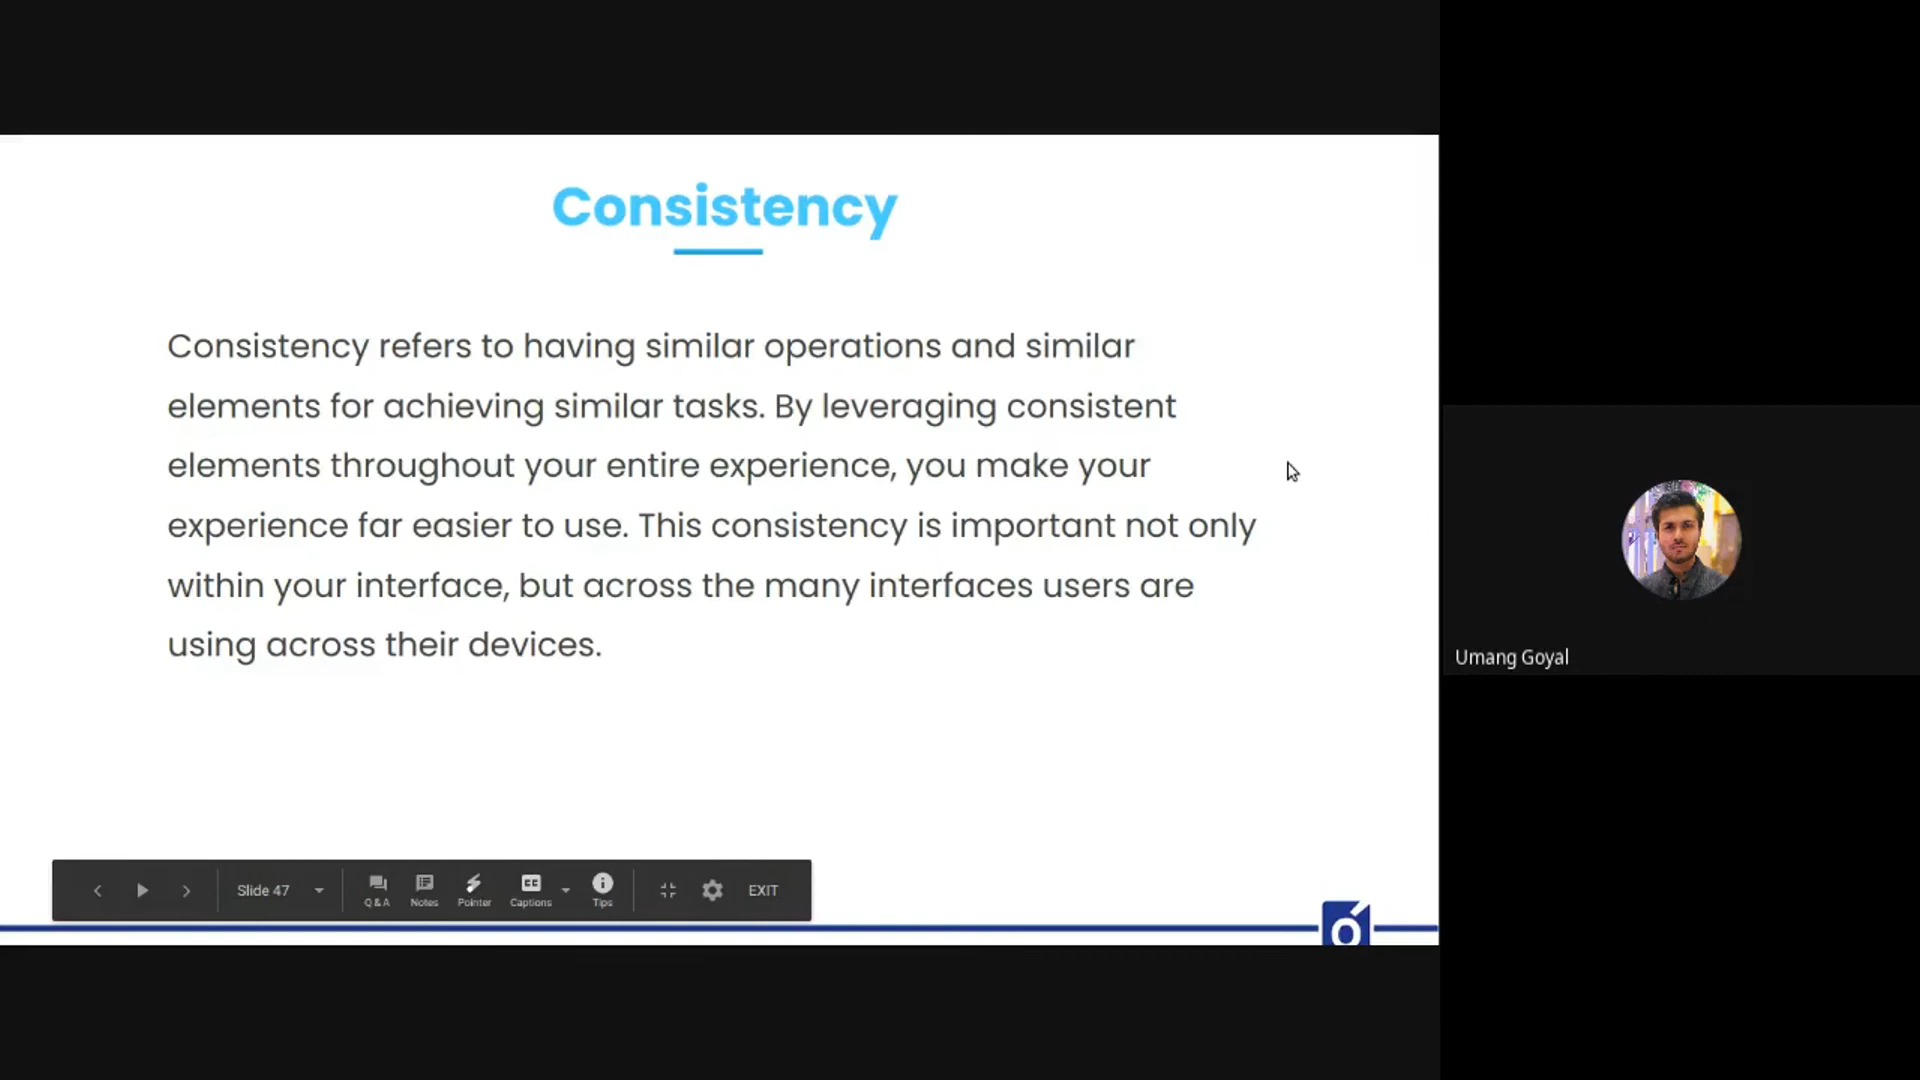 Consistency
Consistency refers to having similar operations and similar
elements for achieving similar tasks. By leveraging consistent
elements throughout your entire experience, you make your
experience far easier to use. This consistency is important not only
within your interface, but across the many interfaces users are
using across their devices.
Umang Goyal
Slide 47
Q & A
Notes
Pointer
CC
Captions
Tips
EXIT